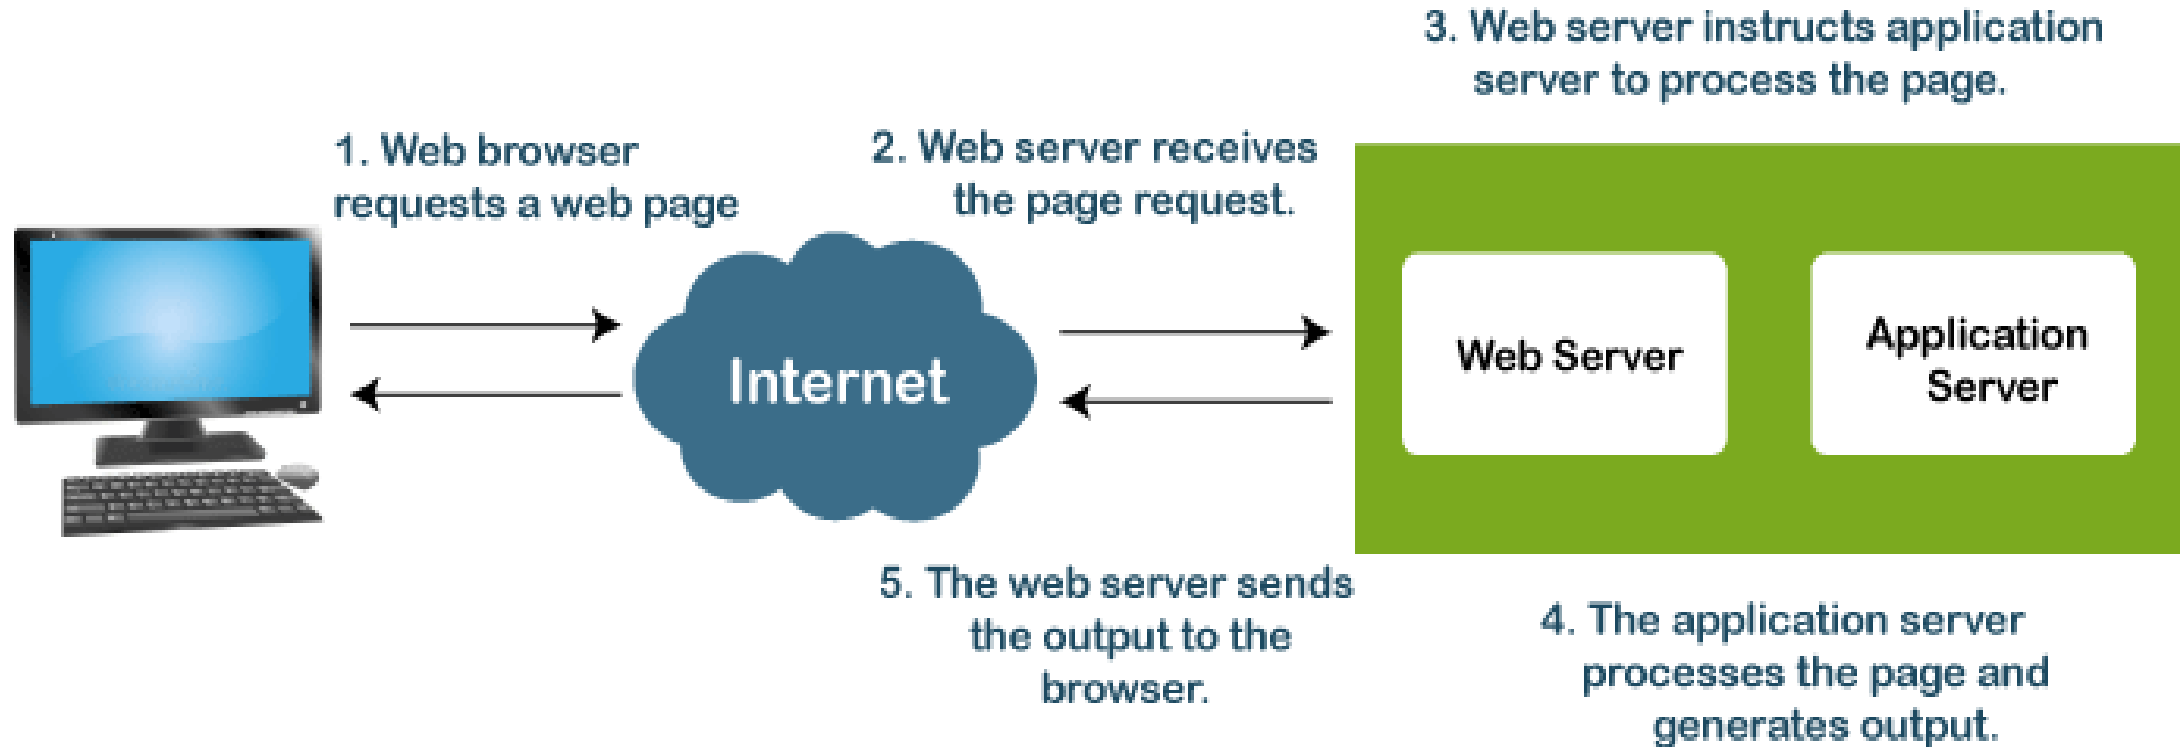 1. Web browser
requests a web page
2. Web server receives
the page request.
3. Web server instructs application
server to process the page.
Internet
Web Server
Application
Server
4. The application server
processes the page and
generates output.
5. The web server sends
the output to the
browser.